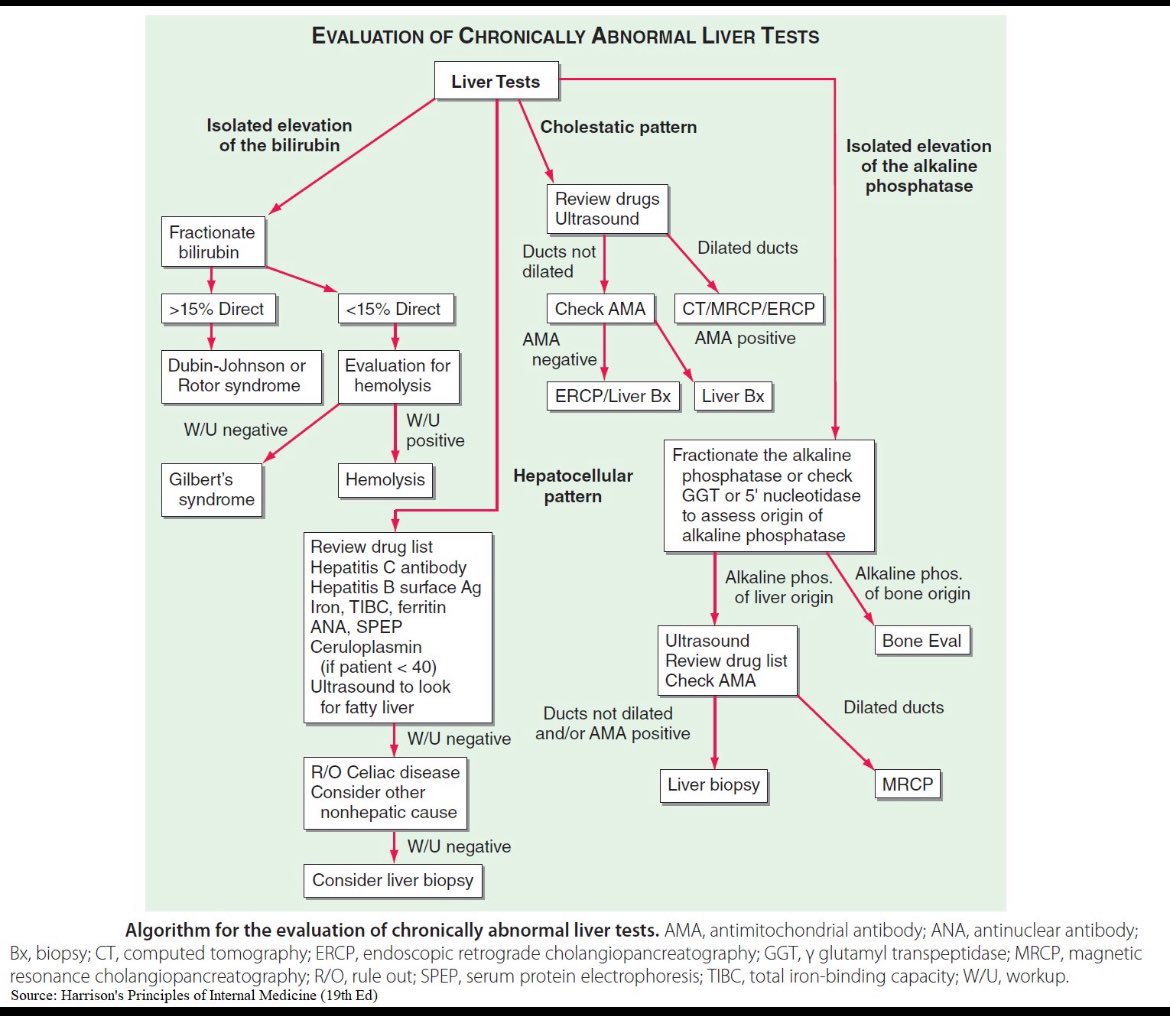 EVALUATION OF CHRONICALLY ABNORMAL LIVER TESTS
Liver Tests
Isolated elevation
of the bilirubin
Cholestatic pattern
Isolated elevation
of the alkaline
phosphatase
Review drugs
Ultrasound
Fractionate
bilirubin
Ducts not
dilated
Dilated ducts
>15% Direct
<15% Direct
Check AMA
CT/MRCP/ERCP
AMA
negative
AMA positive
Dubin-Johnson or
Rotor syndrome
Evaluation for
hemolysis
ERCP/Liver Bx
Liver Bx
W/U negative
W/U
positive
Gilbert's
syndrome
Hemolysis
Hepatocellular
pattern
Fractionate the alkaline
phosphatase or check
GGT or 5' nucleotidase
to assess origin of
alkaline phosphatase
Review drug list
Hepatitis C antibody
Hepatitis B surface Ag
Iron, TIBC, ferritin
ANA, SPEP
Ceruloplasmin
(if patient < 40)
Ultrasound to look
for fatty liver
Alkaline phos.
of liver origin
Alkaline phos.
of bone origin
Ultrasound
Review drug list
Check AMA
Bone Eval
Ducts not dilated
and/or AMA positive
Dilated ducts
W/U negative
R/O Celiac disease
Consider other
nonhepatic cause
Liver biopsy
MRCP
W/U negative
Consider liver biopsy
Algorithm for the evaluation of chronically abnormal liver tests. AMA, antimitochondrial antibody; ANA, antinuclear antibody;
Bx, biopsy; CT, computed tomography; ERCP, endoscopic retrograde cholangiopancreatography; GGT, γ glutamyl transpeptidase; MRCP, magnetic
resonance cholangiopancreatography; R/O, rule out; SPEP, serum protein electrophoresis; TIBC, total iron-binding capacity; W/U, workup.
Source: Harrison's Principles of Internal Medicine (19th Ed)